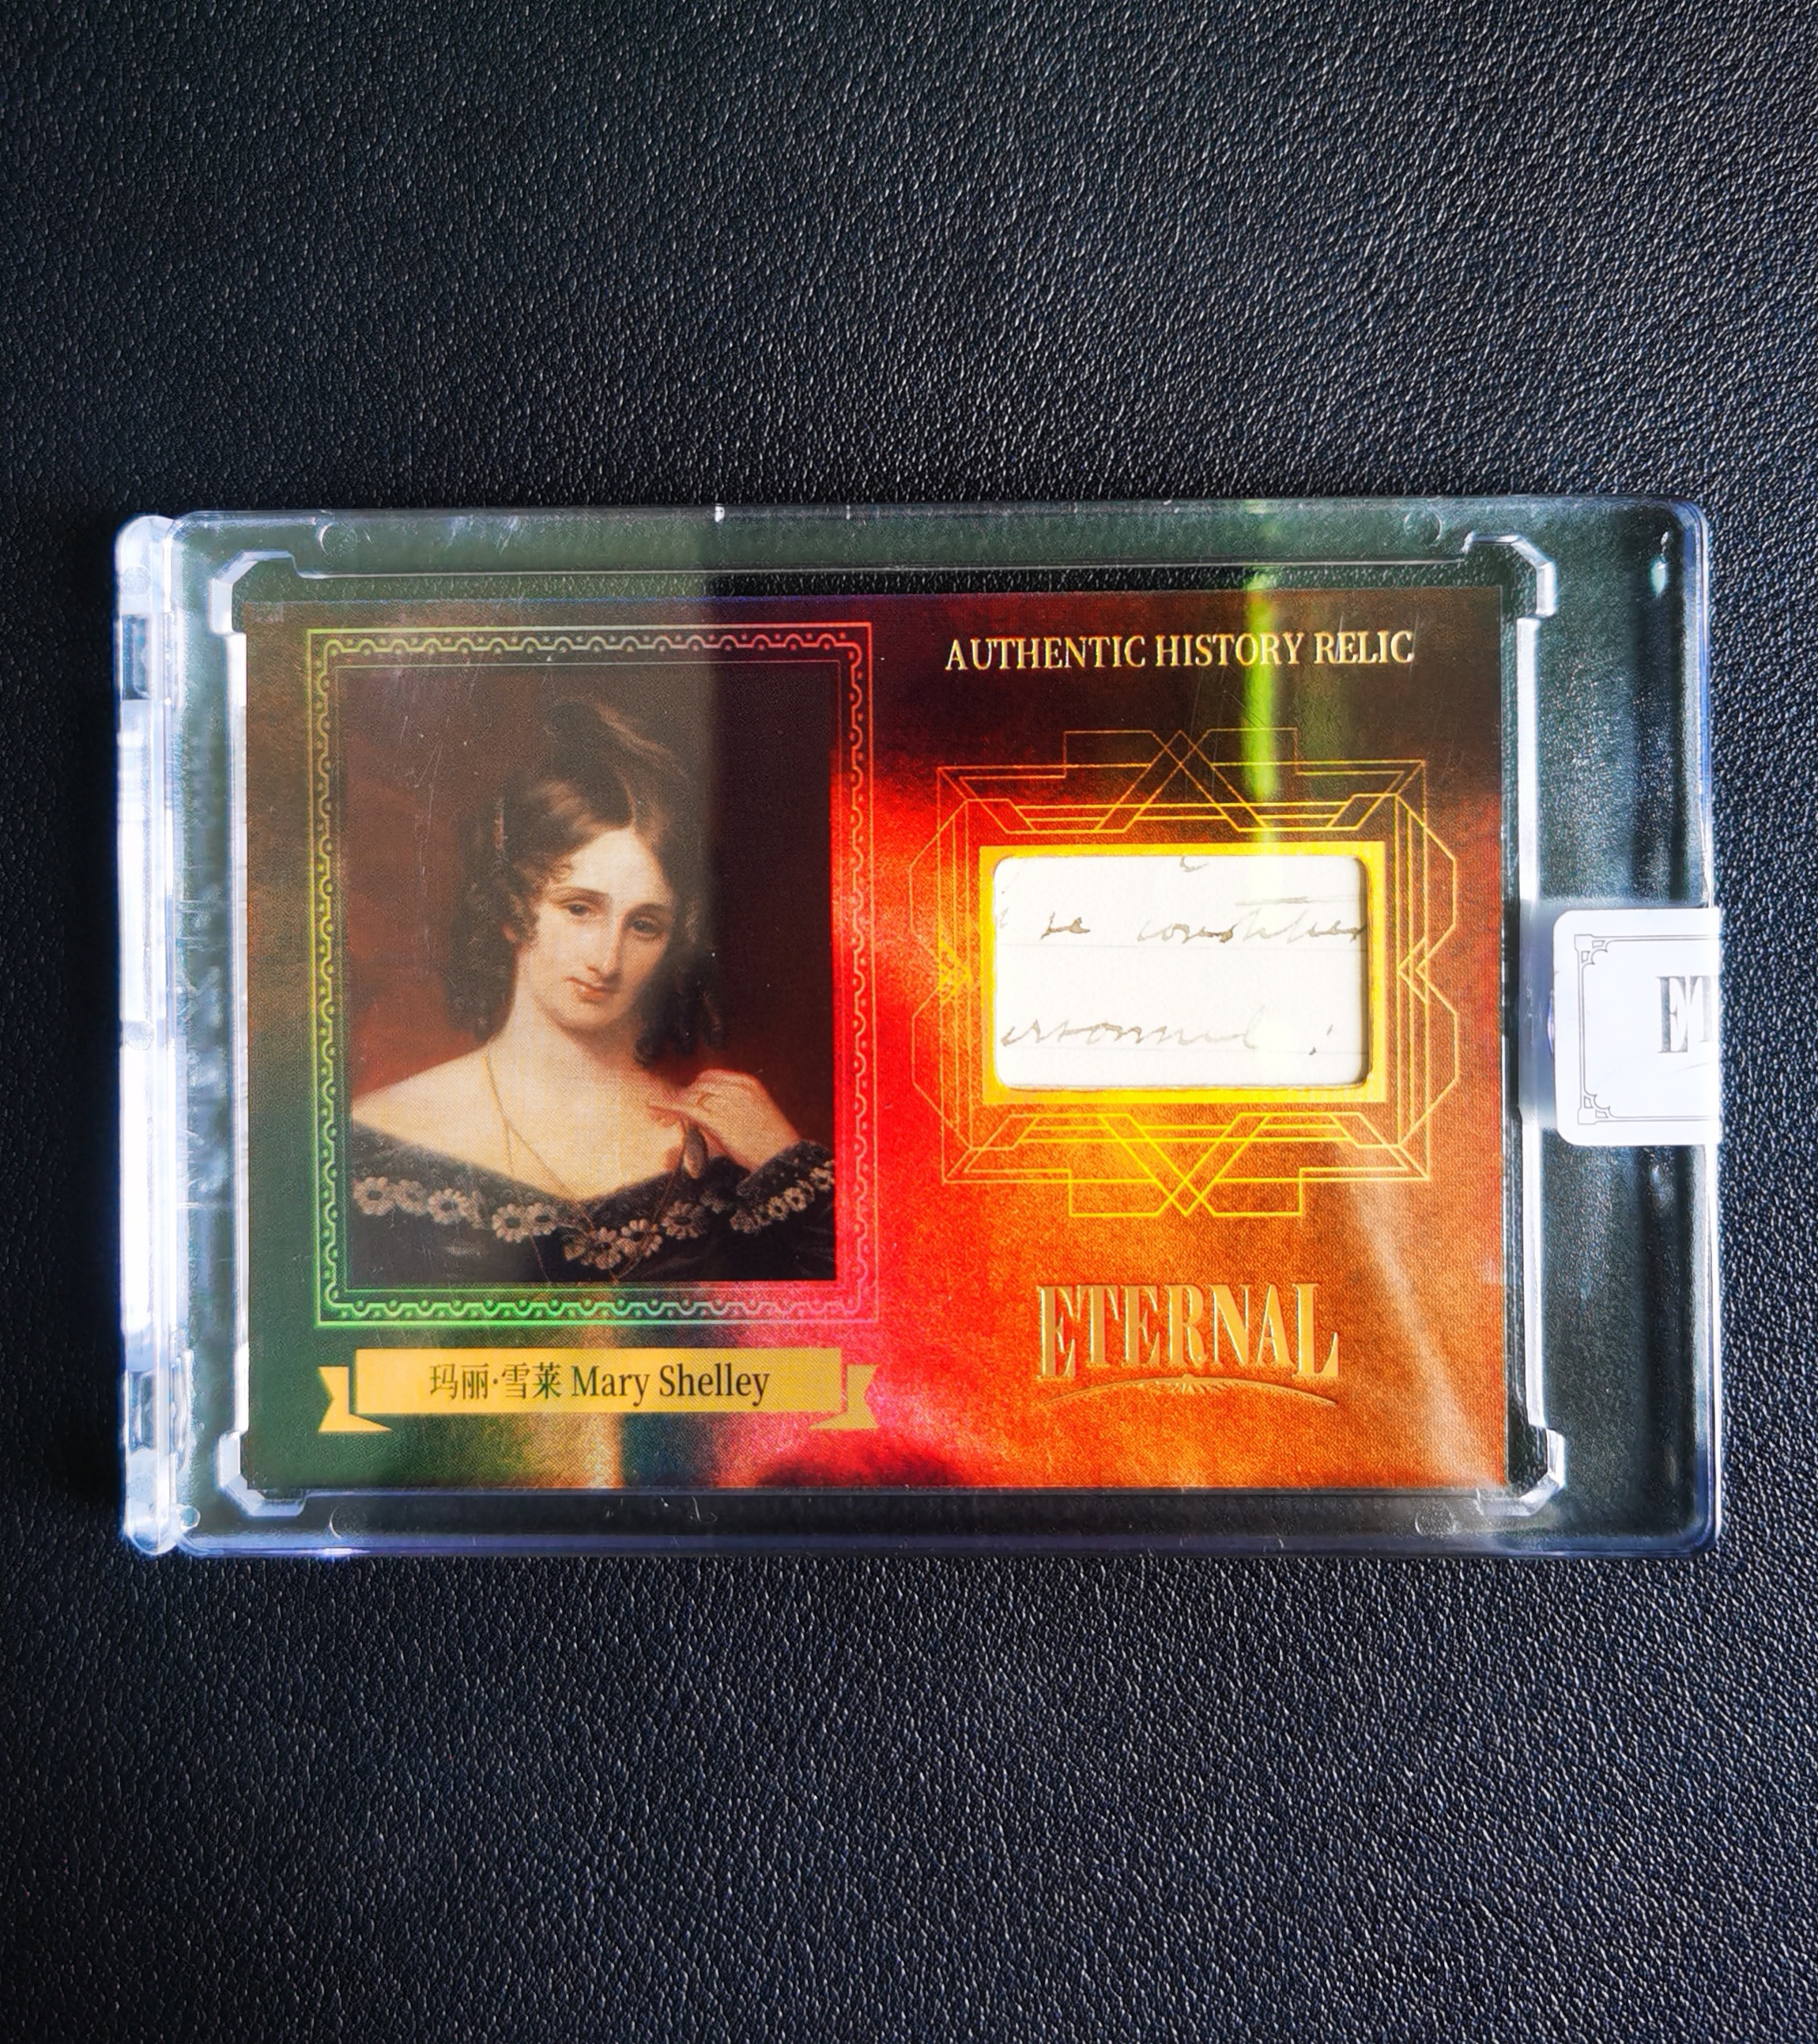 AUTHENTIC HISTORY RELIC
ETERNAL
玛丽·雪莱 Mary Shelley